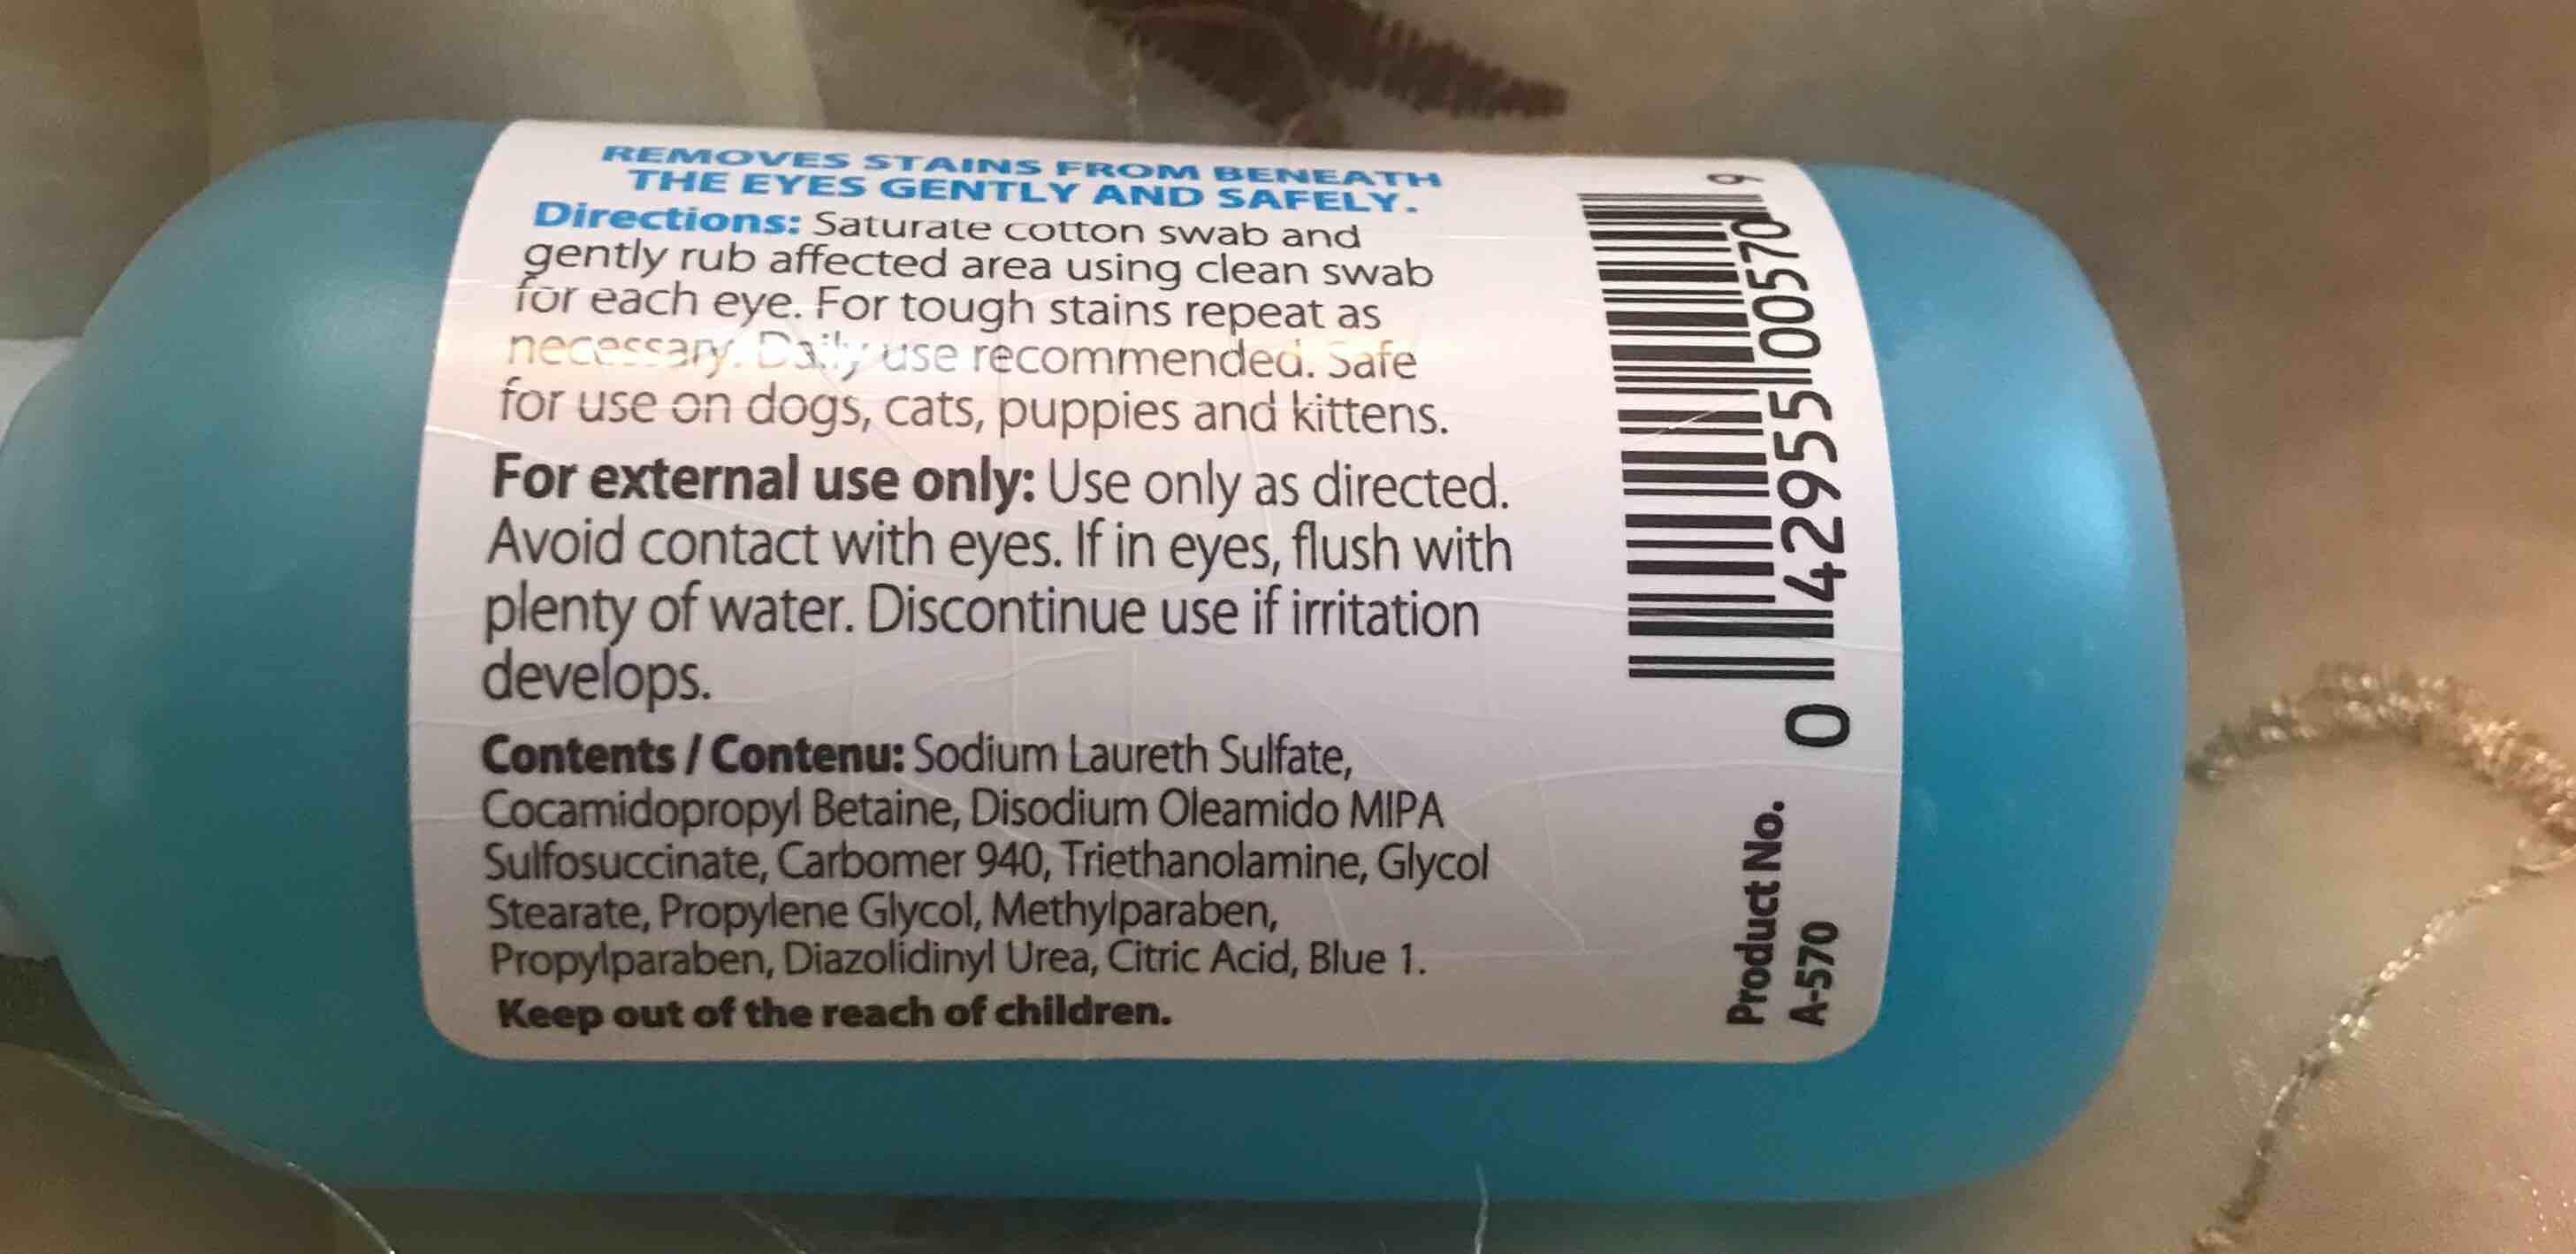 REMOVES STAINS FROM BENEATH
THE EYES GENTLY AND SAFELY.
Directions: Saturate cotton swab and
gently rub affected area using clean swab
for each eye. For tough stains repeat as
necessary. Daily use recommended. Safe
for use on dogs, cats, puppies and kittens.
For external use only: Use only as directed.
Avoid contact with eyes. If in eyes, flush with
plenty of water. Discontinue use if irritation
develops.
Contents / Contenu: Sodium Laureth Sulfate,
Cocamidopropyl Betaine, Disodium Oleamido MIPA
Sulfosuccinate, Carbomer 940, Triethanolamine, Glycol
Stearate, Propylene Glycol, Methylparaben,
Propylparaben, Diazolidinyl Urea, Citric Acid, Blue 1.
Keep out of the reach of children.
0 42955 00570 9
Product No.
A-570